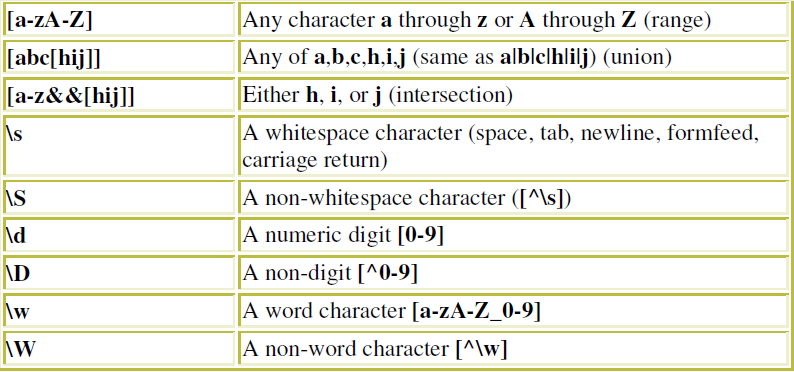 [a-zA-Z] Any character a through z or A through Z (range)
[abc[hij]] Any of a,b,c,h,i,j (same as a|b|c|h|i|j) (union)
[a-z&&[hij]] Either h, i, or j (intersection)
\s A whitespace character (space, tab, newline, formfeed,
carriage return)
\S A non-whitespace character ([^\s])
\d A numeric digit [0-9]
\D A non-digit [^0-9]
\w A word character [a-zA-Z_0-9]
\W A non-word character [^\w]